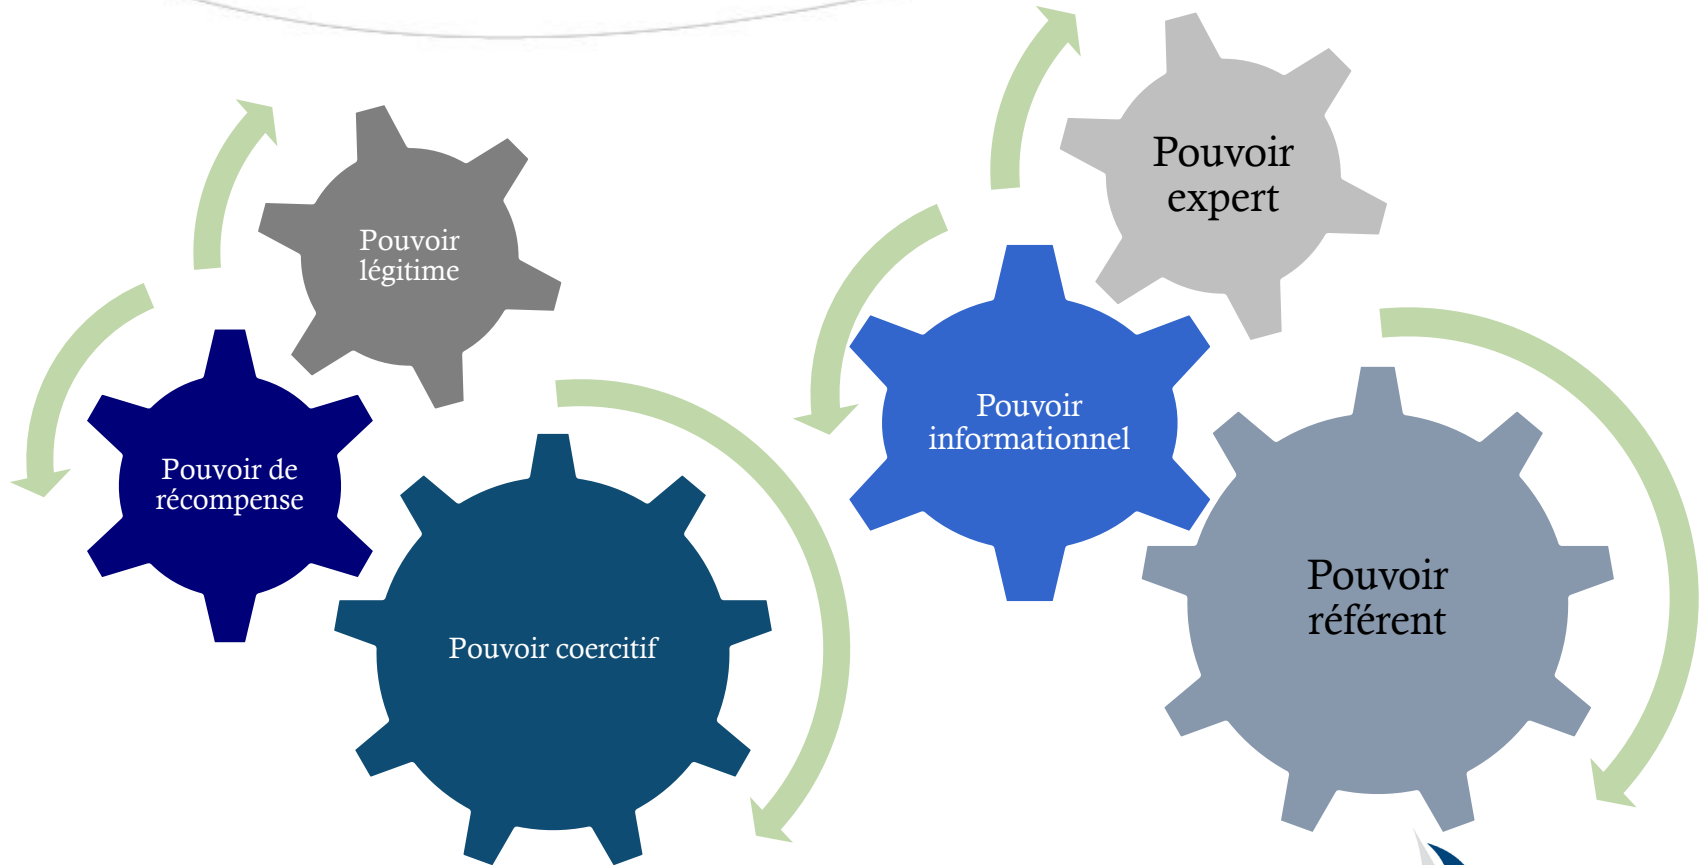 Pouvoir
légitime
Pouvoir de
récompense
Pouvoir coercitif
Pouvoir
expert
Pouvoir
informationnel
Pouvoir
référent